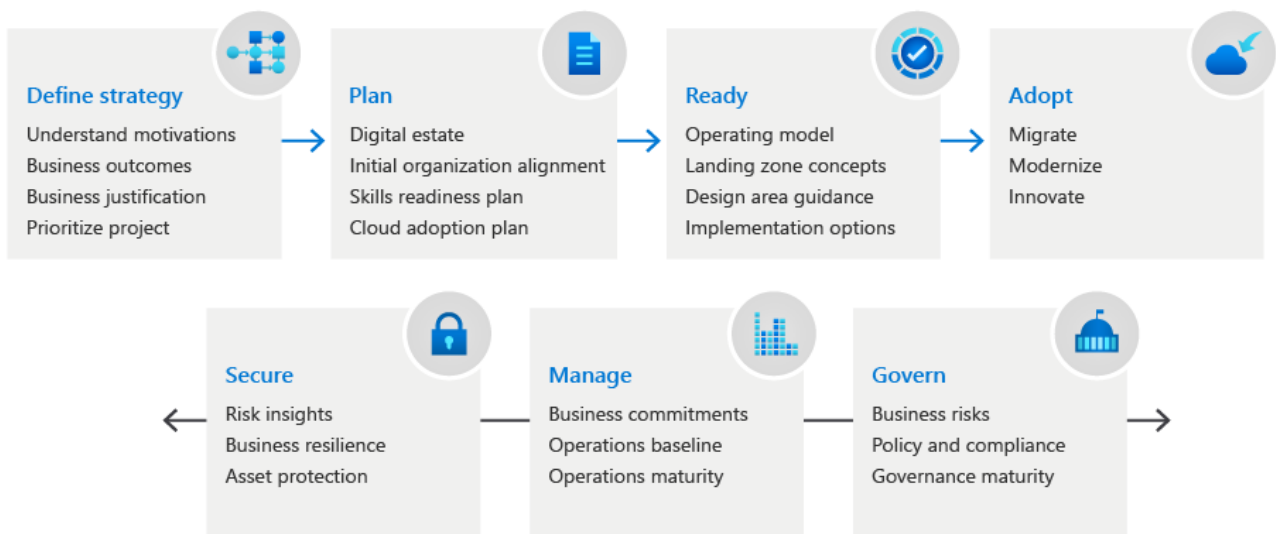 Define strategy
Understand motivations
Business outcomes
Business justification
Prioritize project
Plan
Digital estate
Initial organization alignment
Skills readiness plan
Cloud adoption plan
Ready
Operating model
Landing zone concepts
Design area guidance
Implementation options
Adopt
Migrate
Modernize
Innovate
Secure
Risk insights
Business resilience
Asset protection
Manage
Business commitments
Operations baseline
Operations maturity
Govern
Business risks
Policy and compliance
Governance maturity